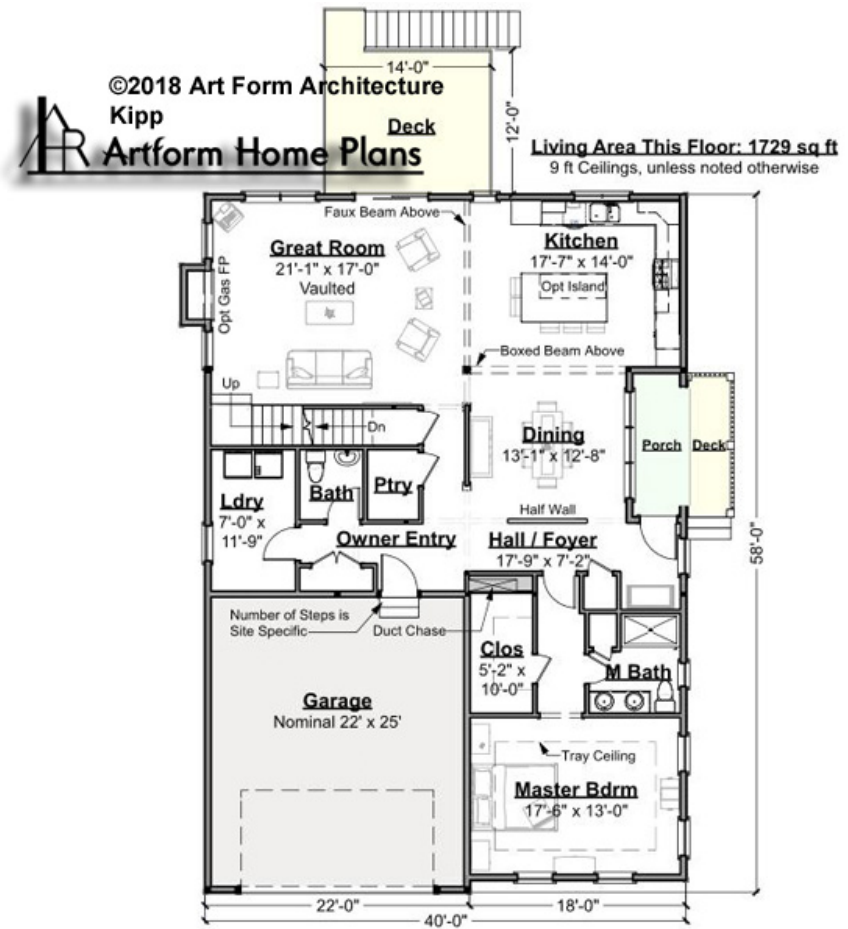 14'-0"
©2018 Art Form Architecture
Kipp
Artform Home Plans
Deck
12'-0"
Living Area This Floor: 1729 sq ft
9 ft Ceilings, unless noted otherwise
Faux Beam Above
Great Room
21'-1" x 17'-0"
Vaulted
Kitchen
17'-7" x 14'-0"
Opt Island
Opt Gas FP
Boxed Beam Above
Up
Dn
Dining
13'-1" x 12'-8"
Porch
Deck
Ldry
7'-0" x
11'-9"
Bath
Ptry
Half Wall
Owner Entry
Hall / Foyer
17'-9" x 7'-2"
58'-0"
Number of Steps is
Site Specific
Duct Chase
Clos
5'-2" x
10'-0"
M Bath
Garage
Nominal 22' x 25'
Tray Ceiling
Master Bdrm
17'-6" x 13'-0"
22'-0"
18'-0"
40'-0"